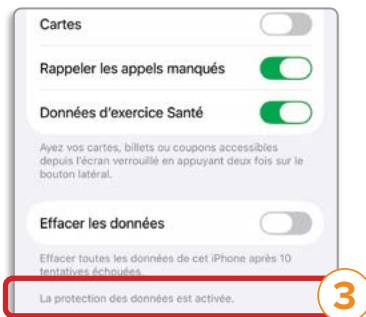 Cartes
Rappeler les appels manqués
Données d'exercice Santé
Ayez vos cartes, billets ou coupons accessibles
depuis l'écran verrouillé en appuyant deux fois sur le
bouton latéral.
Effacer les données
Effacer toutes les données de cet iPhone après 10
tentatives échouées.
La protection des données est activée.
3